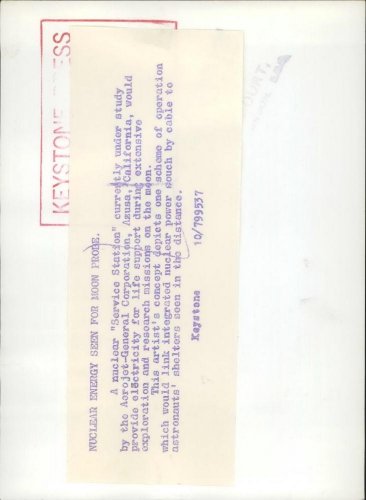 KEYSTONE PRESS
NUCLEAR ENERGY SEEN FOR MOON PROBE.
A nuclear "Service Station" currently under study
by the Aerojet-General Corporation, Azusa, California, would
provide electricity for life support during extensive
exploration and research missions on the moon.
This artist's concept depicts one scheme of operation
which would link integrated nuclear power souch by cable to
astronauts' shelters seen in the distance.
Keystone 10/799537